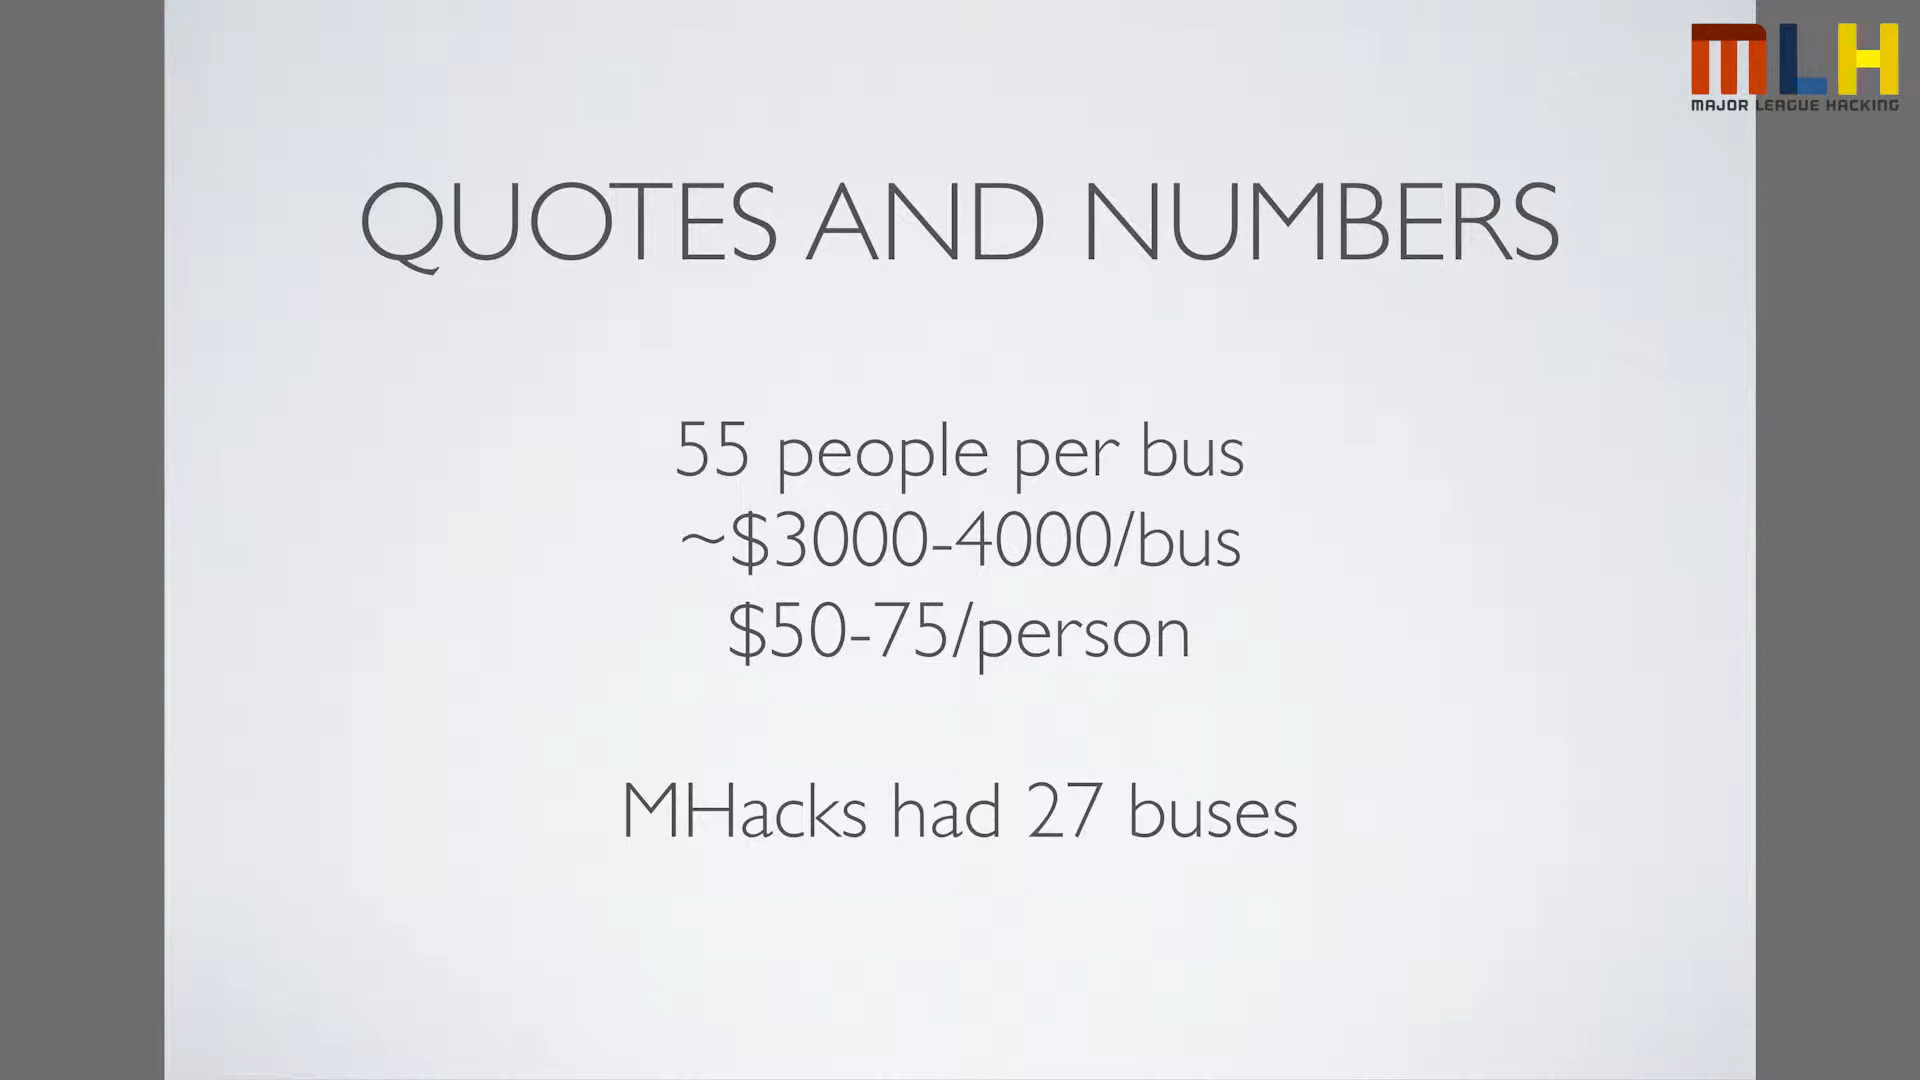 MLH
MAJOR LEAGUE HACKING
QUOTES AND NUMBERS
55 people per bus
~$3000-4000/bus
$50-75/person
MHacks had 27 buses